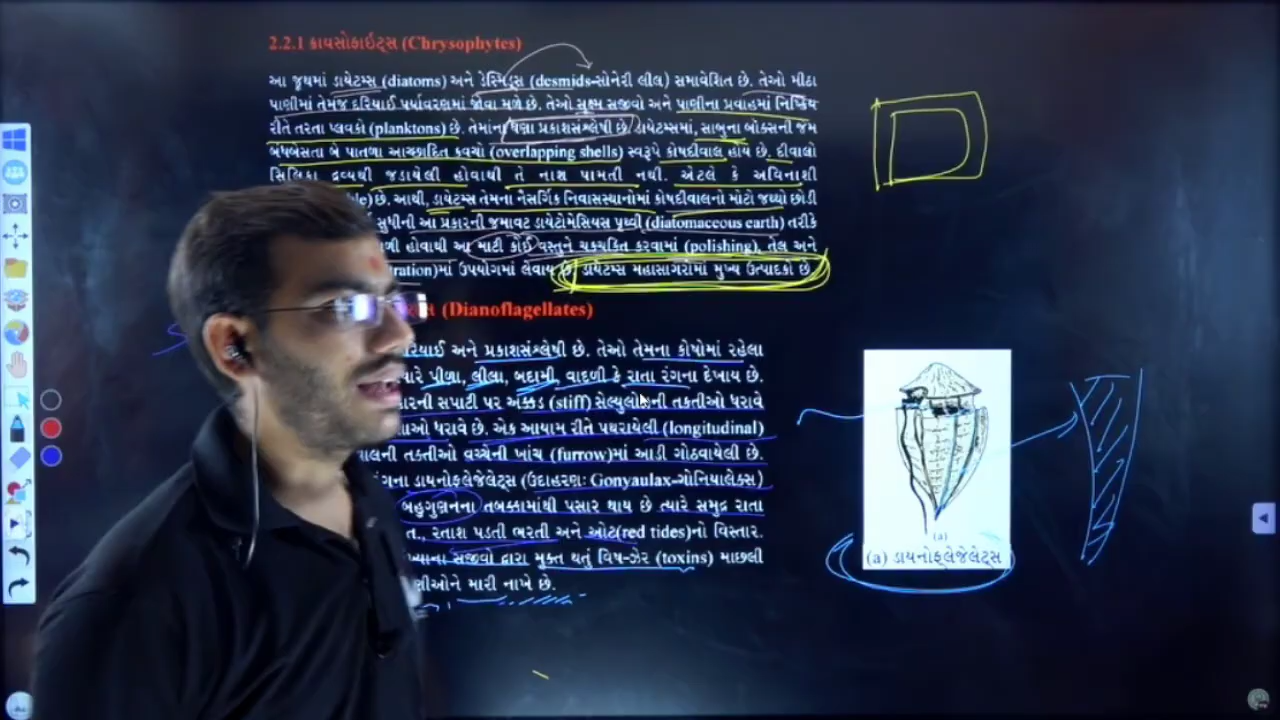 2.2.1 ક્રાયસોફાઇટ્સ (Chrysophytes)
આ જૂથમાં ડાયેટમ્સ (diatoms) અને ડેસ્મિડ્સ (desmids-સોનેરી લીલ) સમાવેશિત છે. તેઓ મીઠા
પાણીમાં તેમજ દરિયાઈ પર્યાવરણમાં જોવા મળે છે. તેઓ સૂક્ષ્મ સજીવો અને પાણીના પ્રવાહમાં નિષ્ક્રિય
રીતે તરતા પ્લવકો (planktons) છે. તેમાંના ઘણા પ્રકાશસંશ્લેષી છે. ડાયેટમ્સમાં, સાબુના બોક્સની જેમ
બંધબેસતા બે પાતળા આચ્છાદિત કવચો (overlapping shells) સ્વરૂપે કોષદીવાલ હોય છે. દીવાલો
સિલિકા દ્રવ્યથી જડાયેલી હોવાથી તે નાશ પામતી નથી. એટલે કે અવિનાશી
છે. આથી, ડાયેટમ્સ તેમના નૈસર્ગિક નિવાસસ્થાનોમાં કોષદીવાલનો મોટો જથ્થો છોડી
સુધીની આ પ્રકારની જમાવટ ડાયેટોમેસિયસ પૃથ્વી (diatomaceous earth) તરીકે
હોવાથી આ માટી કોઈ વસ્તુને ચકચકિત કરવામાં (polishing), તેલ અને
ઉપયોગમાં લેવાય છે. ડાયેટમ્સ મહાસાગરોમાં મુખ્ય ઉત્પાદકો છે.
(Dianoflagellates)
અને પ્રકાશસંશ્લેષી છે. તેઓ તેમના કોષોમાં રહેલા
પીળા, લીલા, બદામી, વાદળી કે રાતા રંગના દેખાય છે.
સપાટી પર અક્કડ (stiff) સેલ્યુલોઝની તકતીઓ ધરાવે
ધરાવે છે. એક આયામ રીતે પથરાયેલી (longitudinal)
તકતીઓ વચ્ચેની ખાંચ (furrow)માં આડી ગોઠવાયેલી છે.
ડાયનોફ્લેજેલેટ્સ (ઉદાહરણઃ Gonyaulax-ગોનિયાલેક્સ)
બહુગુણનના તબક્કામાંથી પસાર થાય છે ત્યારે સમુદ્ર રાતા
રતાશ પડતી ભરતી અને ઓટ(red tides)નો વિસ્તાર.
સજીવો દ્વારા મુક્ત થતું વિષ-ઝેર (toxins) માછલી
મારી નાખે છે.
(a)
(a) ડાયનોફ્લેજેલેટ્સ